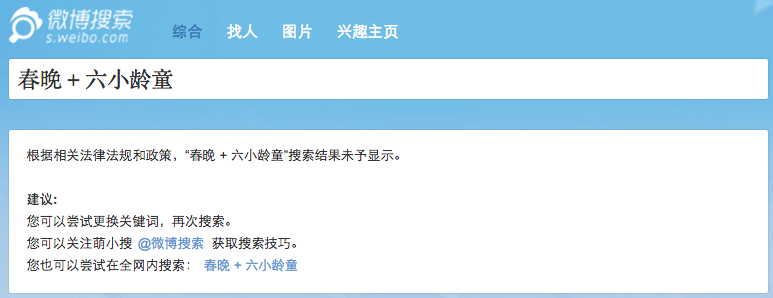 微博搜索
s.weibo.com
综合 找人 图片 兴趣主页
春晚 + 六小龄童
根据相关法律法规和政策，“春晚 + 六小龄童”搜索结果未予显示。
建议:
您可以尝试更换关键词，再次搜索。
您可以关注萌小搜 @微博搜索 获取搜索技巧。
您也可以尝试在全网内搜索： 春晚 + 六小龄童